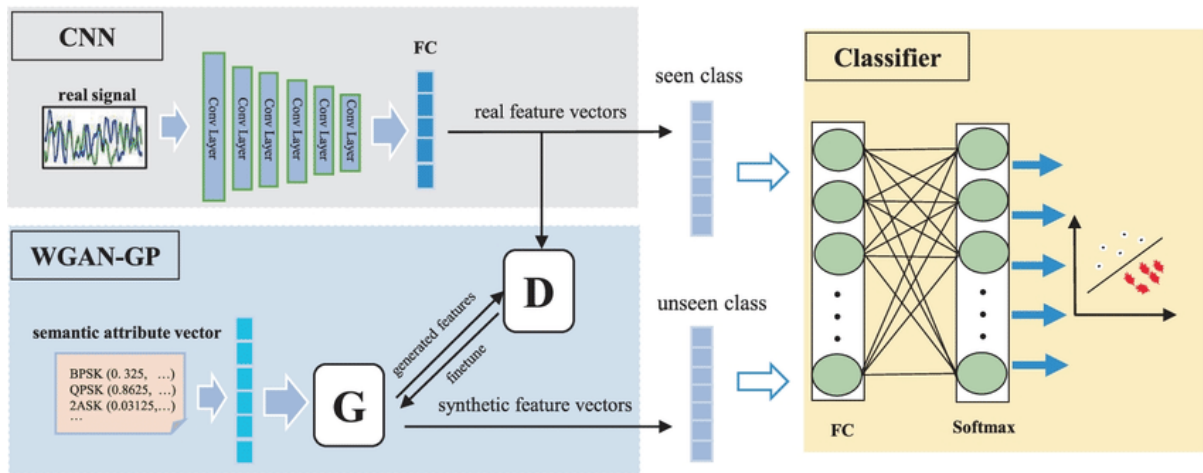 CNN
real signal
Conv Layer
Conv Layer
Conv Layer
Conv Layer
Conv Layer
Conv Layer
FC
real feature vectors
seen class
WGAN-GP
semantic attribute vector
BPSK (0. 325, …)
QPSK (0.8625, …)
2ASK (0.03125,…)
…
G
D
generated features
finetune
synthetic feature vectors
unseen class
Classifier
FC
Softmax